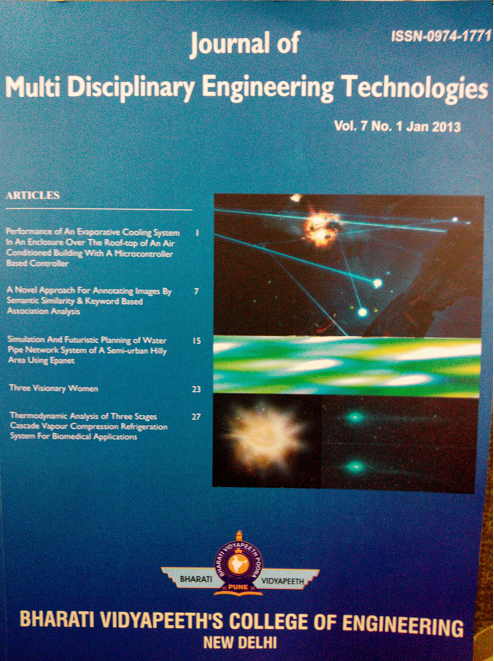 Journal of
ISSN-0974-1771
Multi Disciplinary Engineering Technologies
Vol. 7 No. 1 Jan 2013
ARTICLES
Performance of An Evaporative Cooling System 1
In An Enclosure Over The Roof-top of An Air
Conditioned Building With A Microcontroller
Based Controller
A Novel Approach For Annotating Images By 7
Semantic Similarity & Keyword Based
Association Analysis
Simulation And Futuristic Planning of Water 15
Pipe Network System of A Semi-urban Hilly
Area Using Epanet
Three Visionary Women 23
Thermodynamic Analysis of Three Stages 27
Cascade Vapour Compression Refrigeration
System For Biomedical Applications
BHARATI VIDYAPEETH POONA
BHARATI VIDYAPEETH
PUNE
BHARATI VIDYAPEETH'S COLLEGE OF ENGINEERING
NEW DELHI